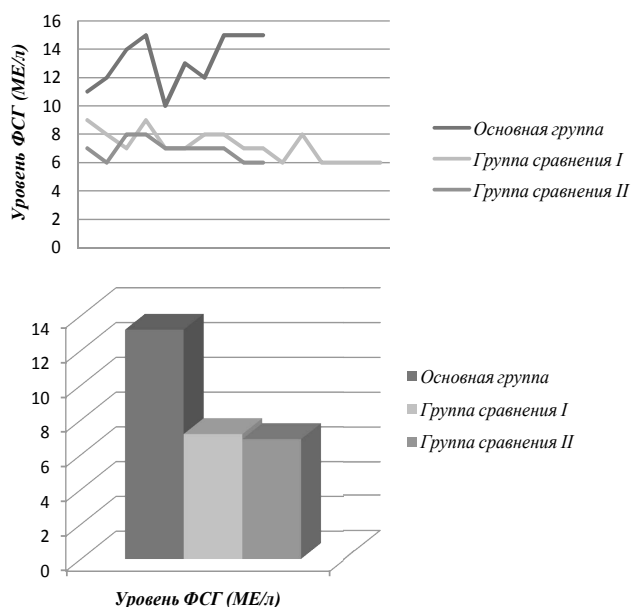 16
14
12
10
8
6
4
2
0
Уровень ФСГ (МЕ/л)
Основная группа
Группа сравнения I
Группа сравнения II
14
12
10
8
6
4
2
0
Уровень ФСГ (МЕ/л)
Основная группа
Группа сравнения I
Группа сравнения II